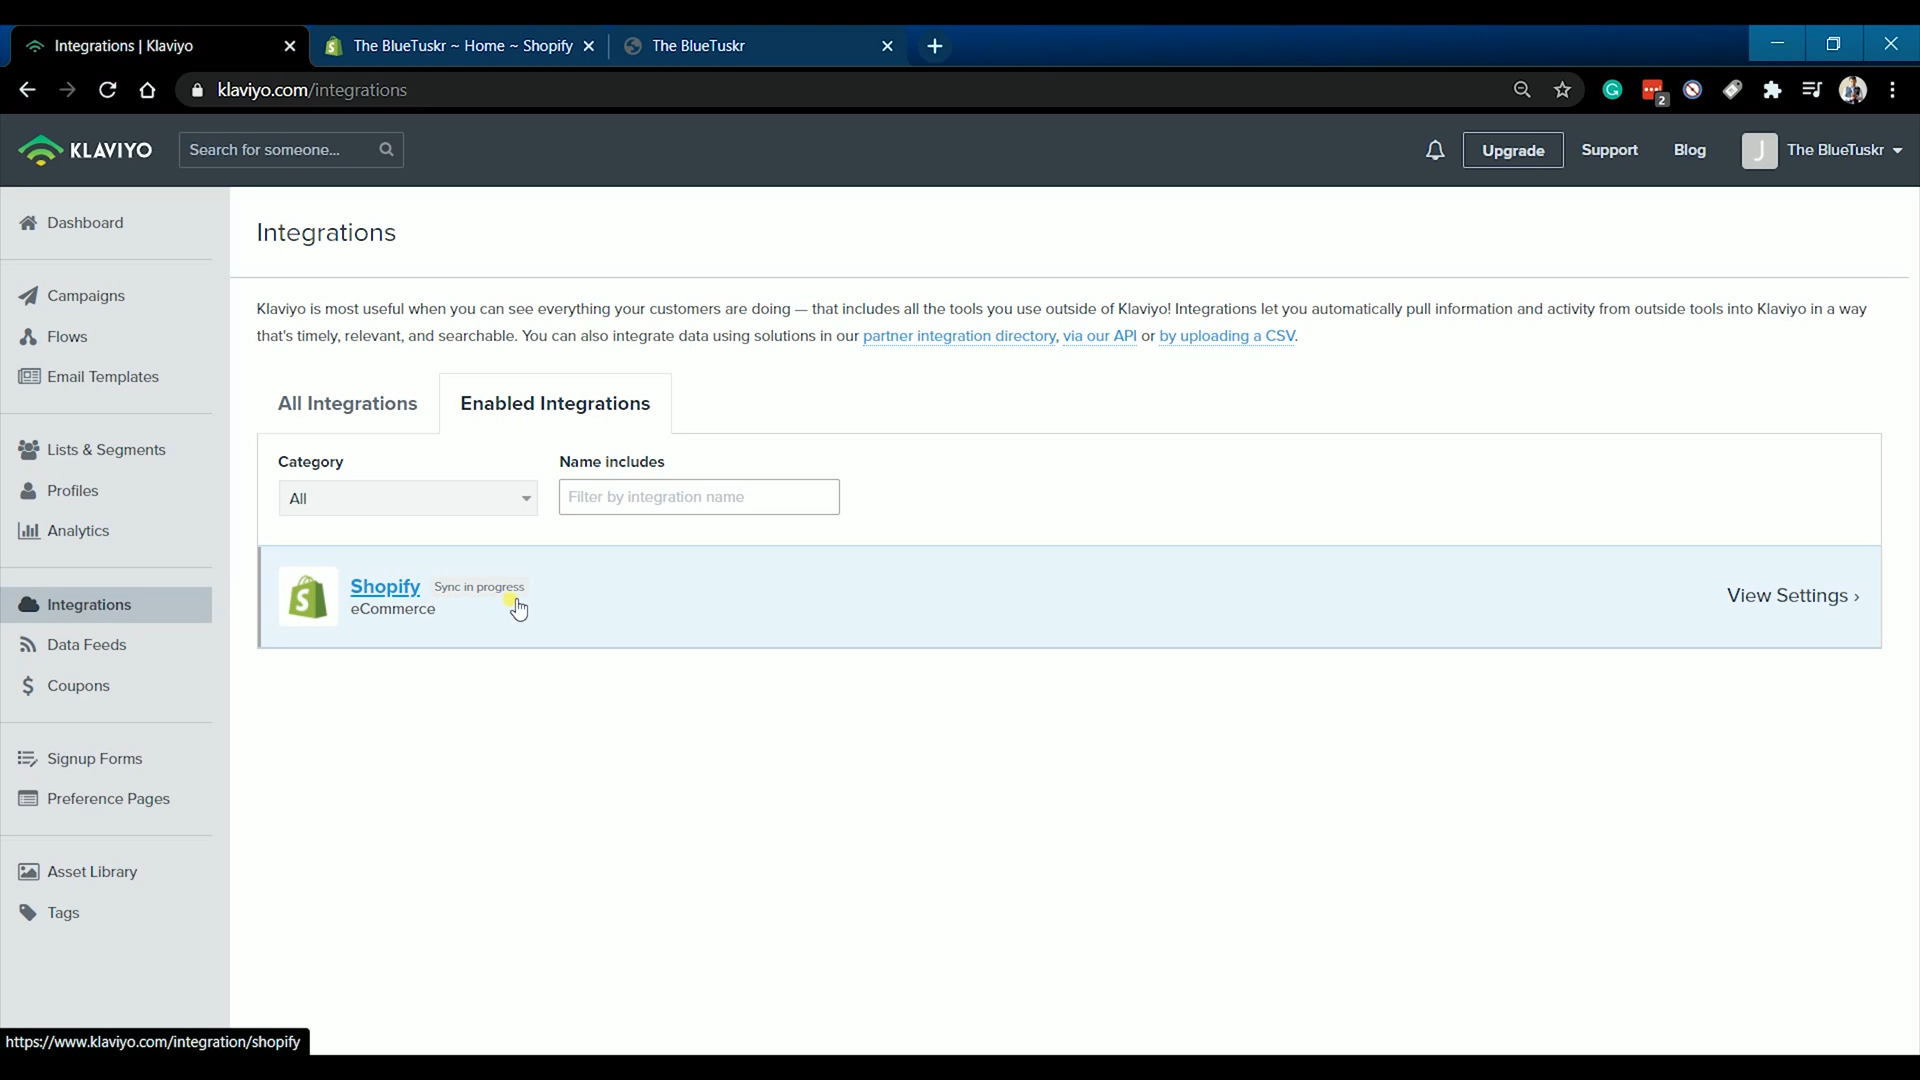 Integrations | Klaviyo
The BlueTuskr ~ Home ~ Shopify
The BlueTuskr
klaviyo.com/integrations
2
KLAVIYO
Search for someone...
Upgrade
Support
Blog
J
The BlueTuskr
Dashboard
Campaigns
Flows
Email Templates
Lists & Segments
Profiles
Analytics
Integrations
Data Feeds
Coupons
Signup Forms
Preference Pages
Asset Library
Tags
Integrations
Klaviyo is most useful when you can see everything your customers are doing — that includes all the tools you use outside of Klaviyo! Integrations let you automatically pull information and activity from outside tools into Klaviyo in a way
that's timely, relevant, and searchable. You can also integrate data using solutions in our partner integration directory, via our API or by uploading a CSV.
All Integrations
Enabled Integrations
Category
Name includes
All
Filter by integration name
Shopify
Sync in progress
eCommerce
View Settings ›
https://www.klaviyo.com/integration/shopify